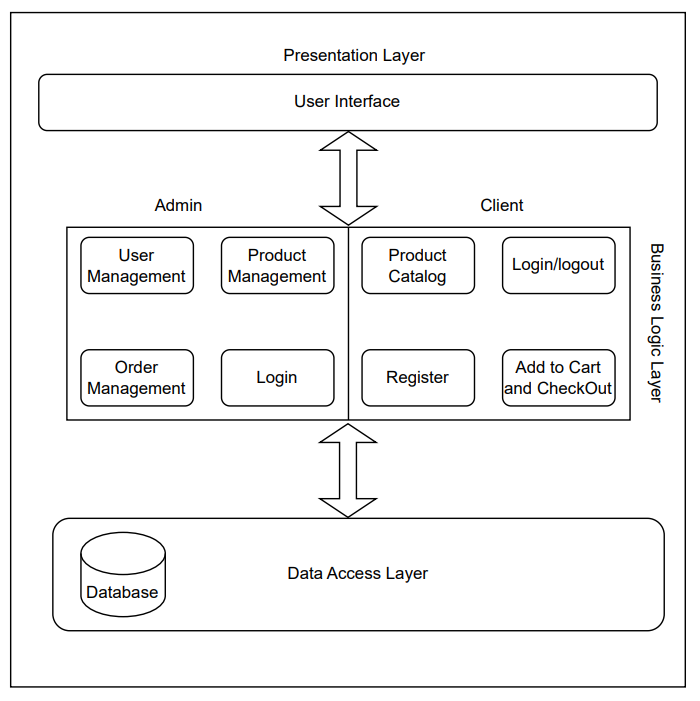 Presentation Layer
User Interface
Admin
Client
User
Management
Product
Management
Product
Catalog
Login/logout
Order
Management
Login
Register
Add to Cart
and CheckOut
Business Logic Layer
Database
Data Access Layer